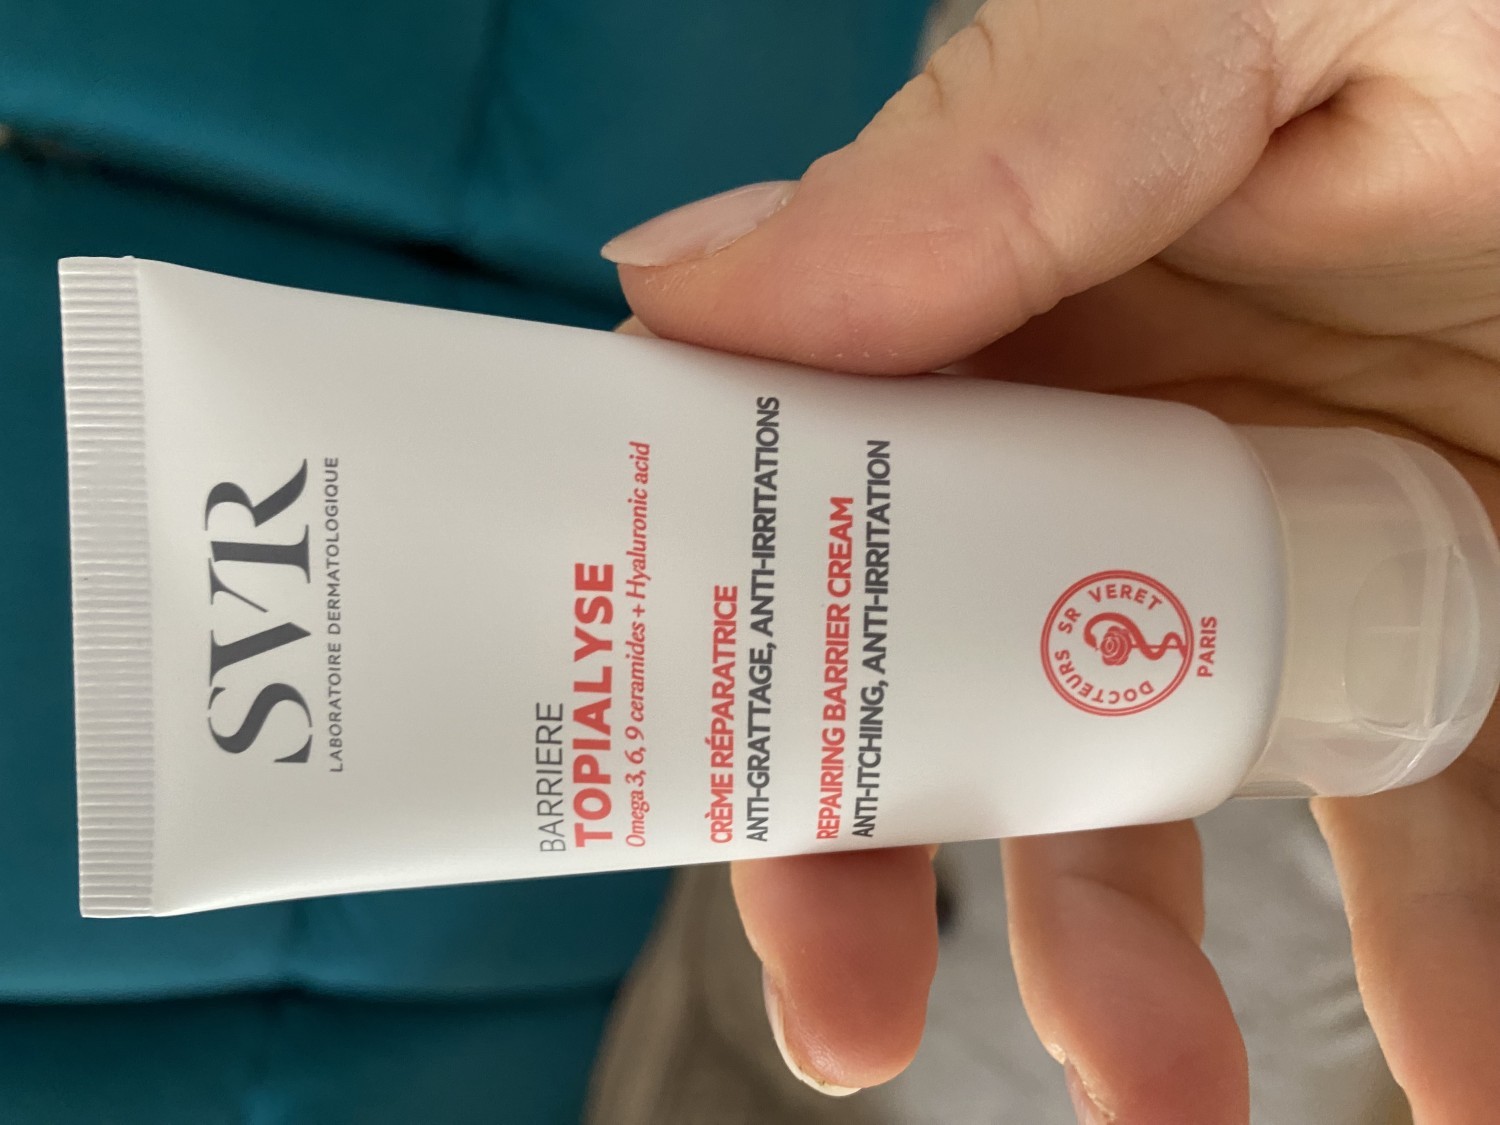 SVR
LABORATOIRE DERMATOLOGIQUE
BARRIERE
TOPIALYSE
Omega 3, 6, 9 ceramides + Hyaluronic acid
CRÈME RÉPARATRICE
ANTI-GRATTAGE, ANTI-IRRITATIONS
REPAIRING BARRIER CREAM
ANTI-ITCHING, ANTI-IRRITATION
DOCTEURS SR VERET
PARIS